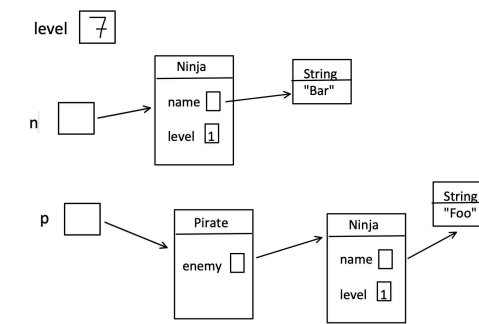 level 7
Ninja
String
"Bar"
name
n
level 1
String
"Foo"
p
Pirate
Ninja
enemy
name
level 1